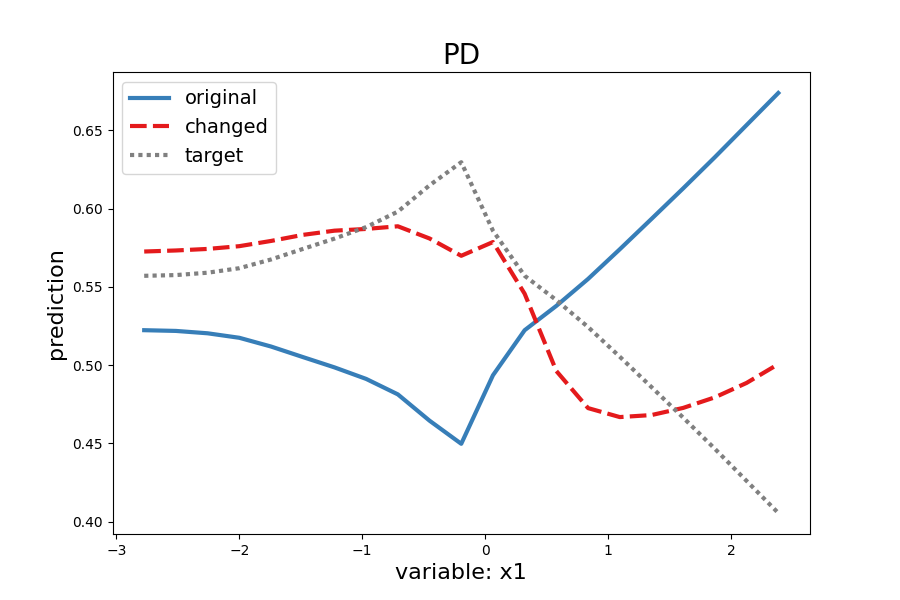 PD
original
changed
target
prediction
0.65
0.60
0.55
0.50
0.45
0.40
−3
−2
−1
0
1
2
variable: x1